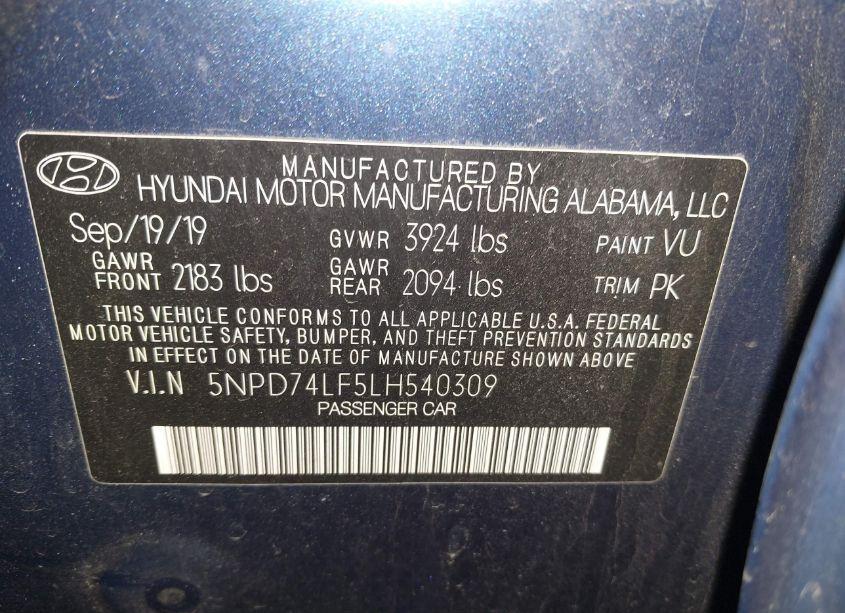 MANUFACTURED BY
HYUNDAI MOTOR MANUFACTURING ALABAMA, LLC
Sep/19/19 GVWR 3924 lbs PAINT VU
GAWR FRONT 2183 lbs GAWR REAR 2094 lbs TRIM PK
THIS VEHICLE CONFORMS TO ALL APPLICABLE U.S.A. FEDERAL
MOTOR VEHICLE SAFETY, BUMPER, AND THEFT PREVENTION STANDARDS
IN EFFECT ON THE DATE OF MANUFACTURE SHOWN ABOVE
V.I.N 5NPD74LF5LH540309
PASSENGER CAR